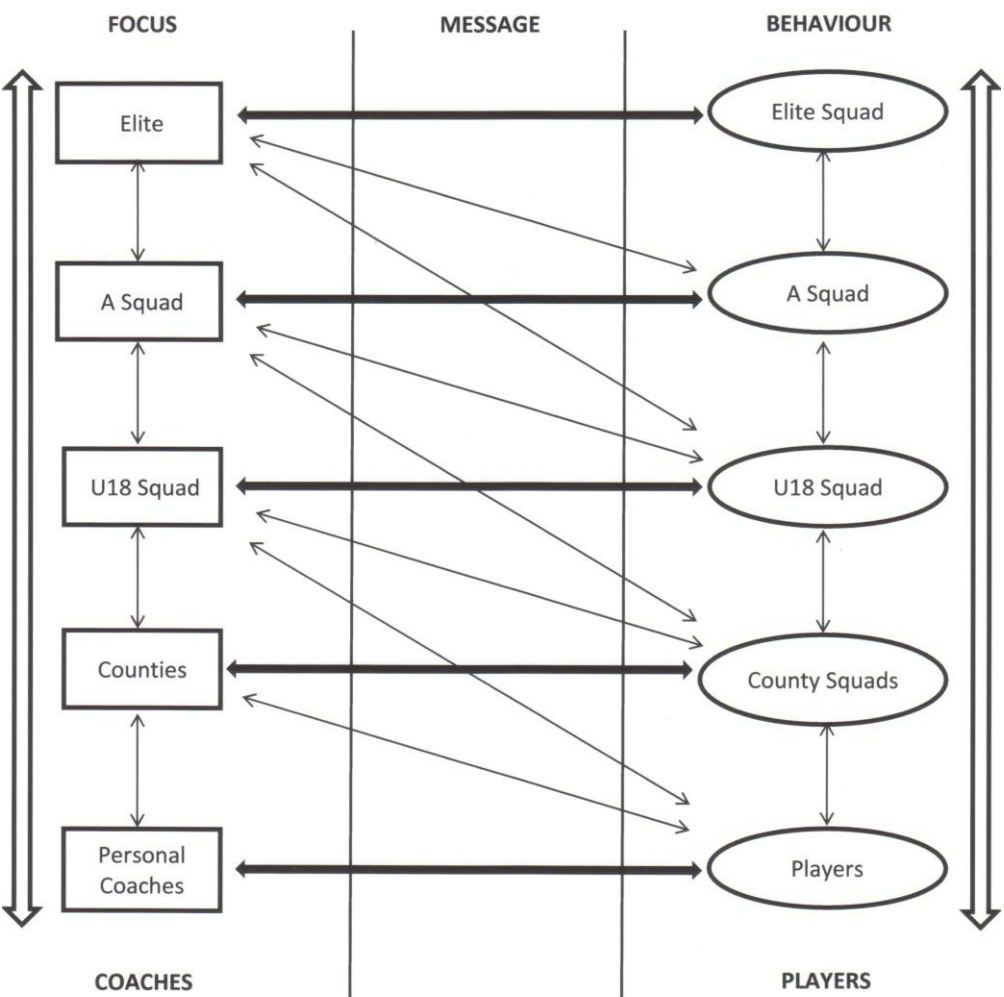 FOCUS
MESSAGE
BEHAVIOUR
Elite
Elite Squad
A Squad
A Squad
U18 Squad
U18 Squad
Counties
County Squads
Personal
Coaches
Players
COACHES
PLAYERS